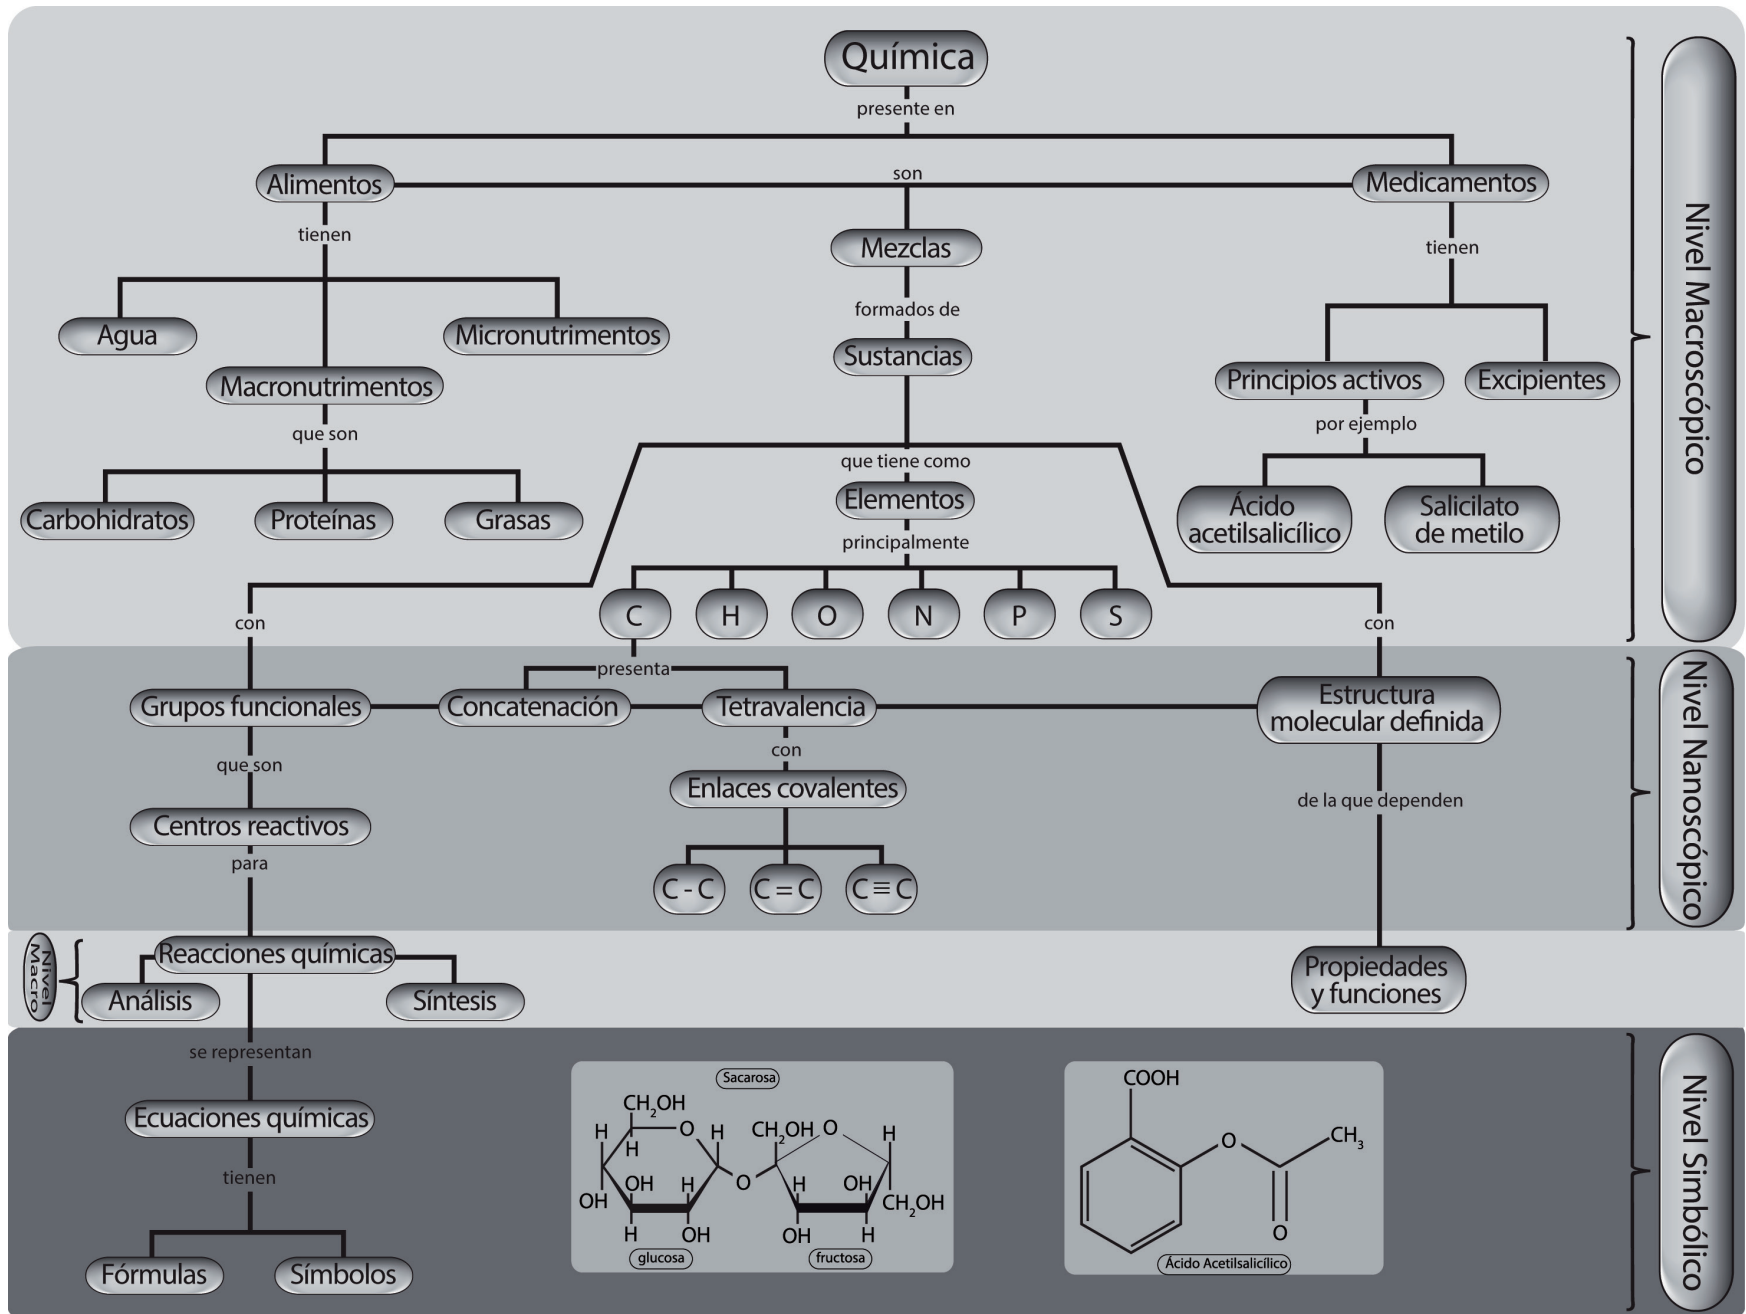 Química
presente en
Alimentos
son
Medicamentos
tienen
Mezclas
tienen
formados de
Agua
Micronutrimentos
Sustancias
Macronutrimentos
Principios activos
Excipientes
que son
por ejemplo
que tiene como
Carbohidratos
Proteínas
Grasas
Elementos
Ácido
acetilsalicílico
Salicilato
de metilo
principalmente
C
H
O
N
P
S
con
con
Nivel Macroscópico
presenta
Grupos funcionales
Concatenación
Tetravalencia
Estructura
molecular definida
que son
con
Enlaces covalentes
de la que dependen
Centros reactivos
para
C - C
C = C
C ≡ C
Nivel Nanoscópico
Nivel
Macro
Reacciones químicas
Análisis
Síntesis
Propiedades
y funciones
se representan
Ecuaciones químicas
tienen
Fórmulas
Símbolos
Sacarosa
CH₂OH
H
O
H
H
OH
OH
H
H
OH
O
CH₂OH
O
H
H
OH
CH₂OH
OH
H
glucosa
fructosa
COOH
O
CH₃
O
Ácido Acetilsalicílico
Nivel Simbólico